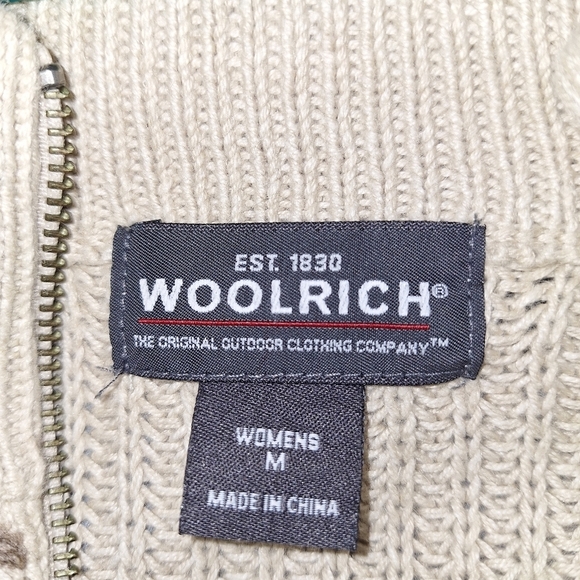 EST. 1830
WOOLRICH®
THE ORIGINAL OUTDOOR CLOTHING COMPANY™
WOMENS
M
MADE IN CHINA